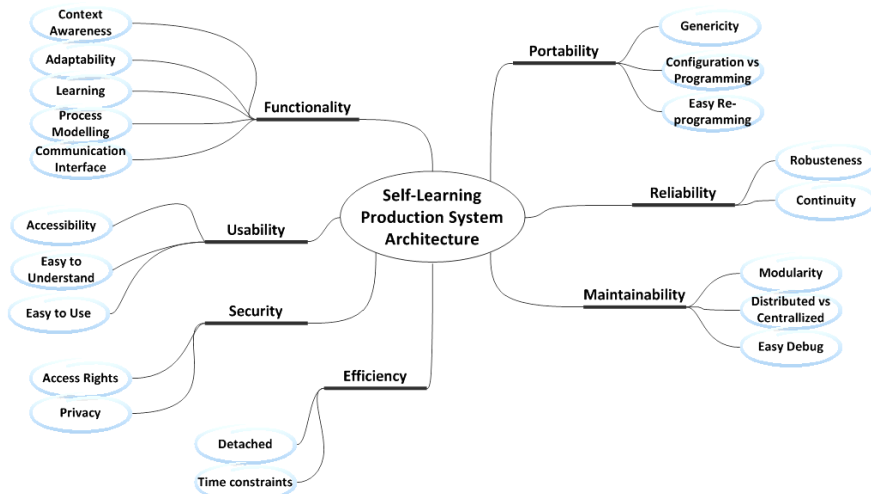 Context
Awareness
Adaptability
Learning
Process
Modelling
Communication
Interface
Functionality
Accessibility
Easy to
Understand
Easy to Use
Usability
Access Rights
Privacy
Security
Detached
Time constraints
Efficiency
Self-Learning
Production System
Architecture
Portability
Genericity
Configuration vs
Programming
Easy Re-
programming
Reliability
Robusteness
Continuity
Maintainability
Modularity
Distributed vs
Centrallized
Easy Debug